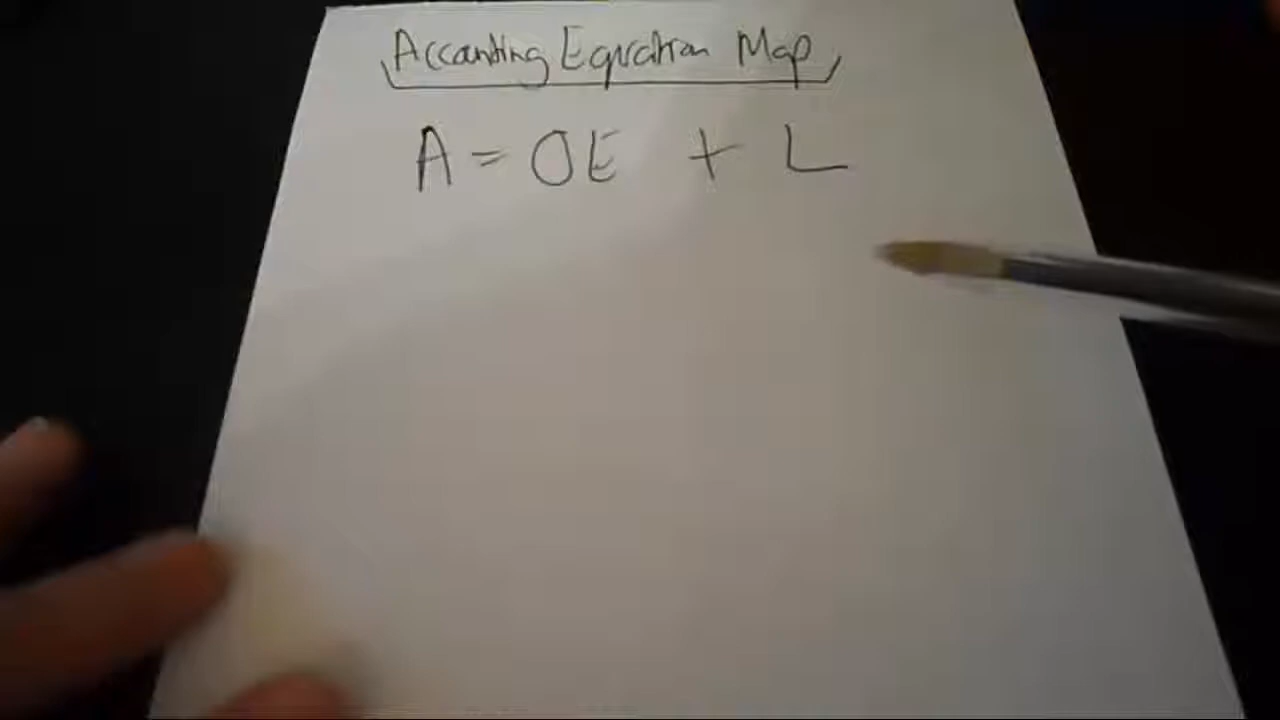 Accounting Equation Map
A = OE + L